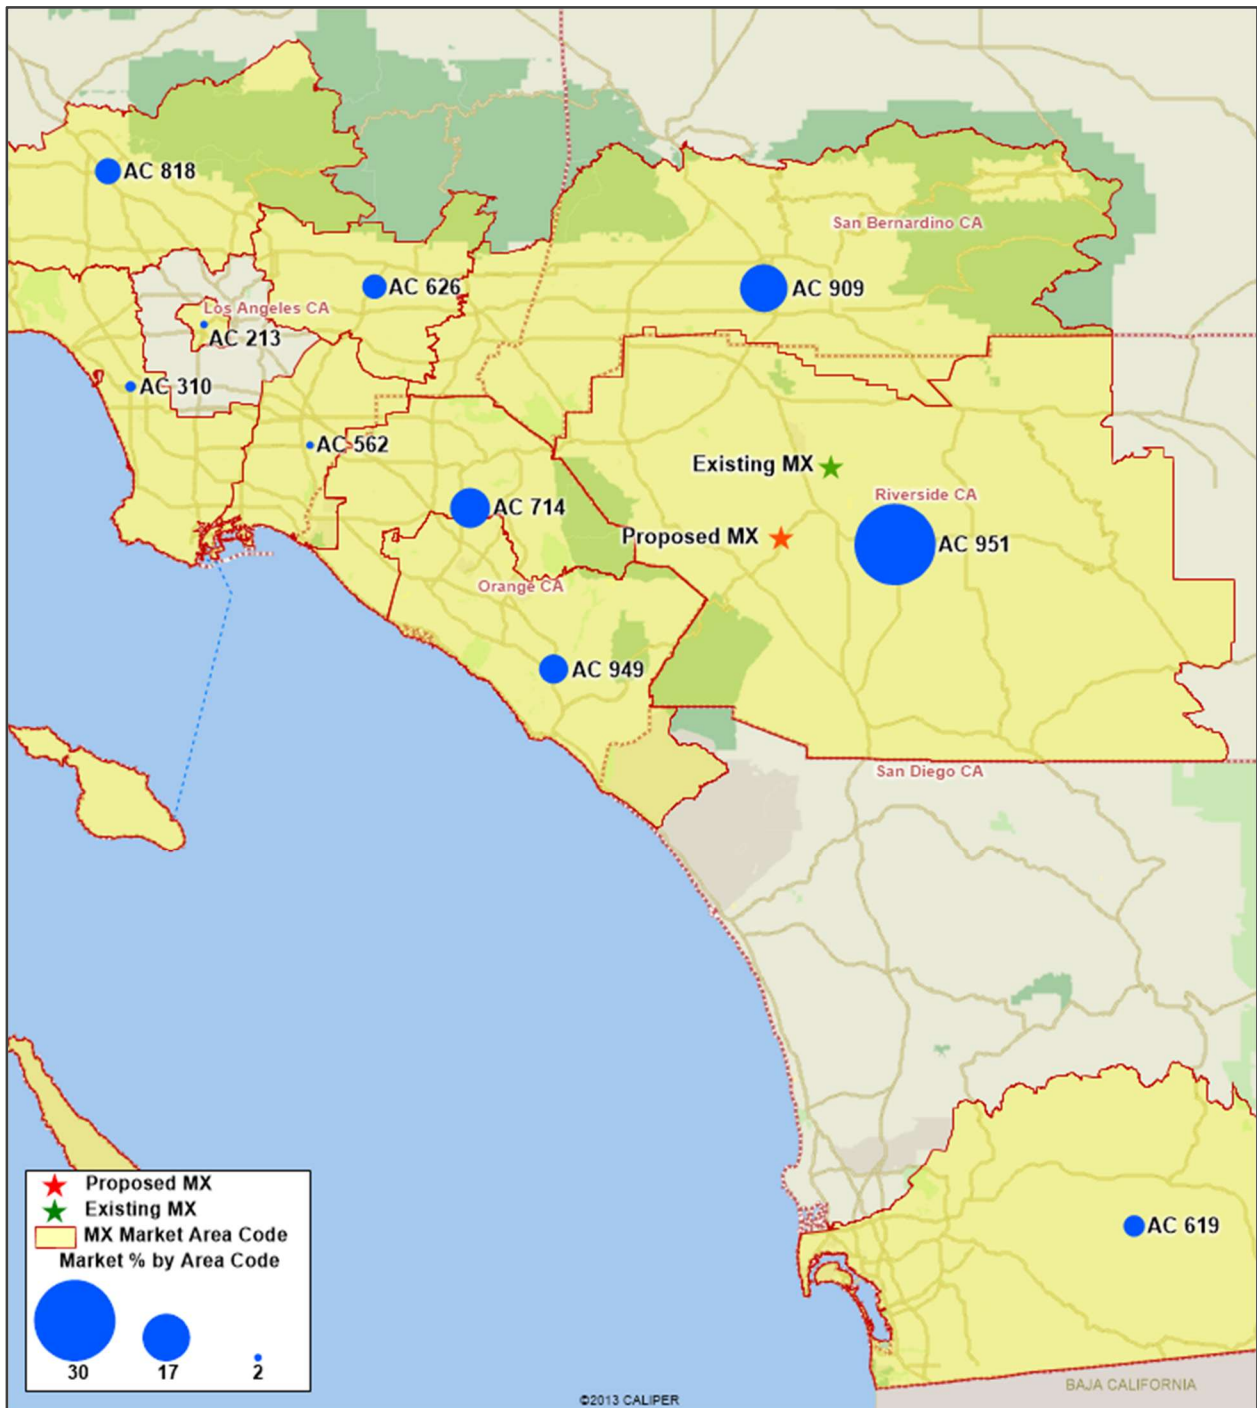 AC 818
San Bernardino CA
AC 626
AC 909
Los Angeles CA
AC 213
AC 310
AC 562
Existing MX
Riverside CA
AC 714
Proposed MX
AC 951
Orange CA
AC 949
San Diego CA
AC 619
Proposed MX
Existing MX
MX Market Area Code
Market % by Area Code
30 17 2
BAJA CALIFORNIA
©2013 CALIPER